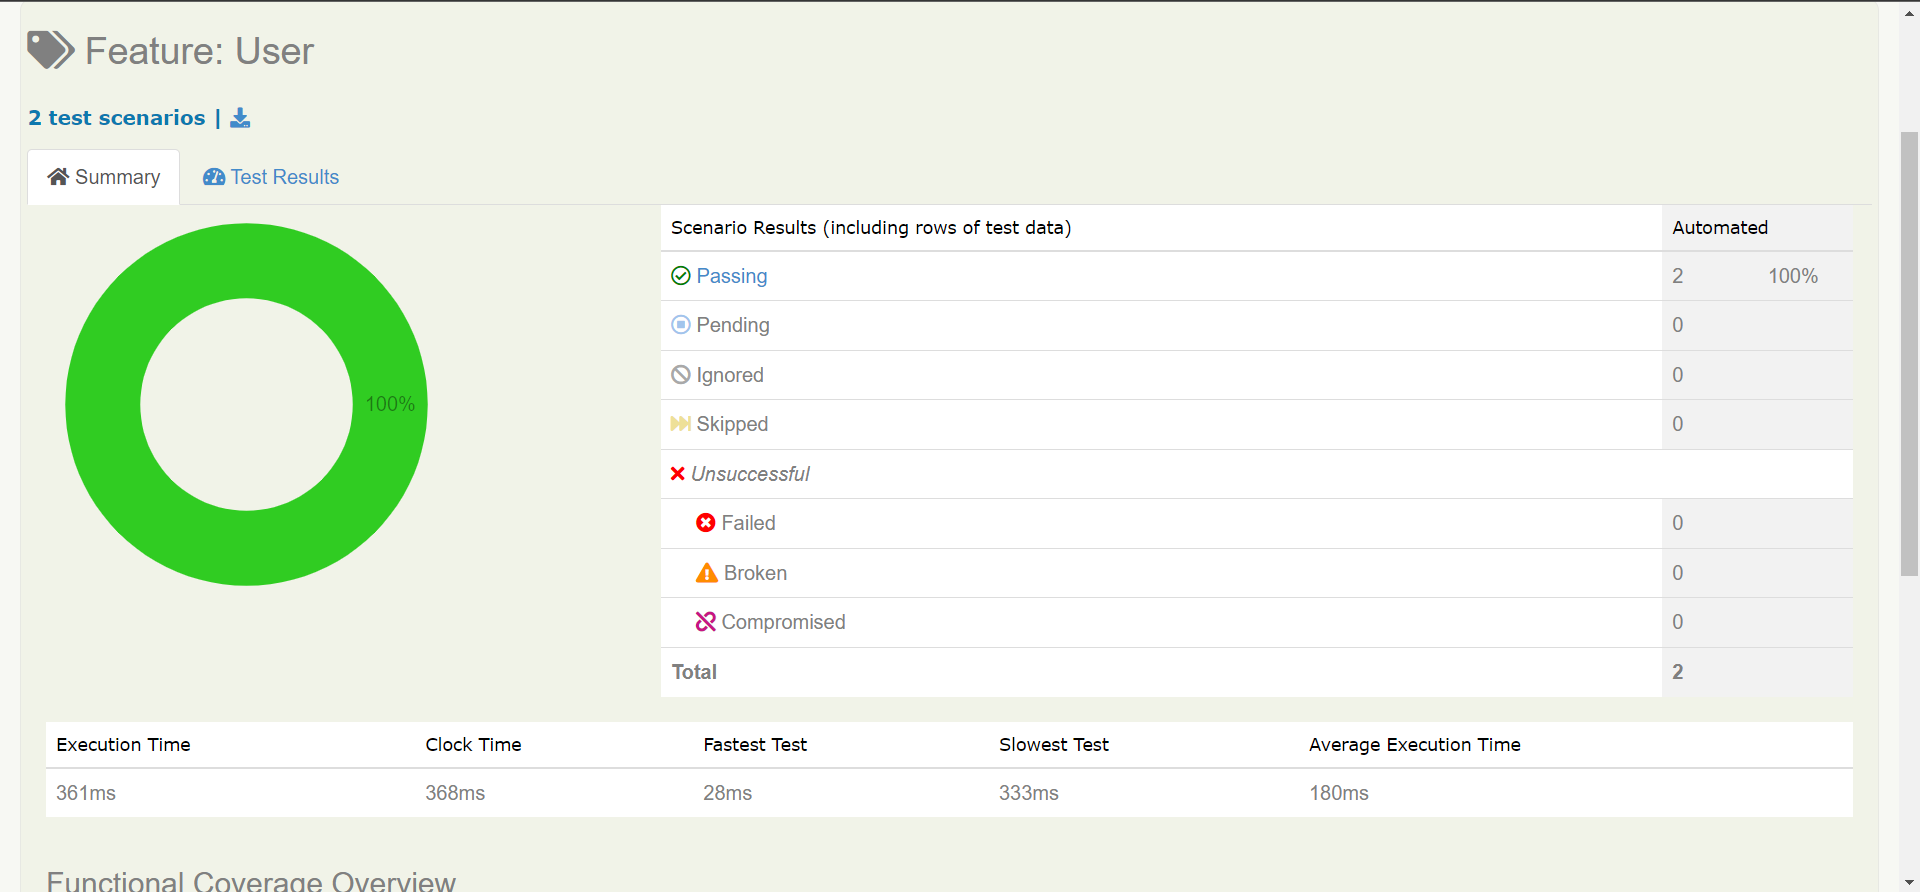 Feature: User
2 test scenarios |
Summary
Test Results
100%
Scenario Results (including rows of test data) Automated
Passing 2 100%
Pending 0
Ignored 0
Skipped 0
Unsuccessful
Failed 0
Broken 0
Compromised 0
Total 2
Execution Time Clock Time Fastest Test Slowest Test Average Execution Time
361ms 368ms 28ms 333ms 180ms
Functional Coverage Overview